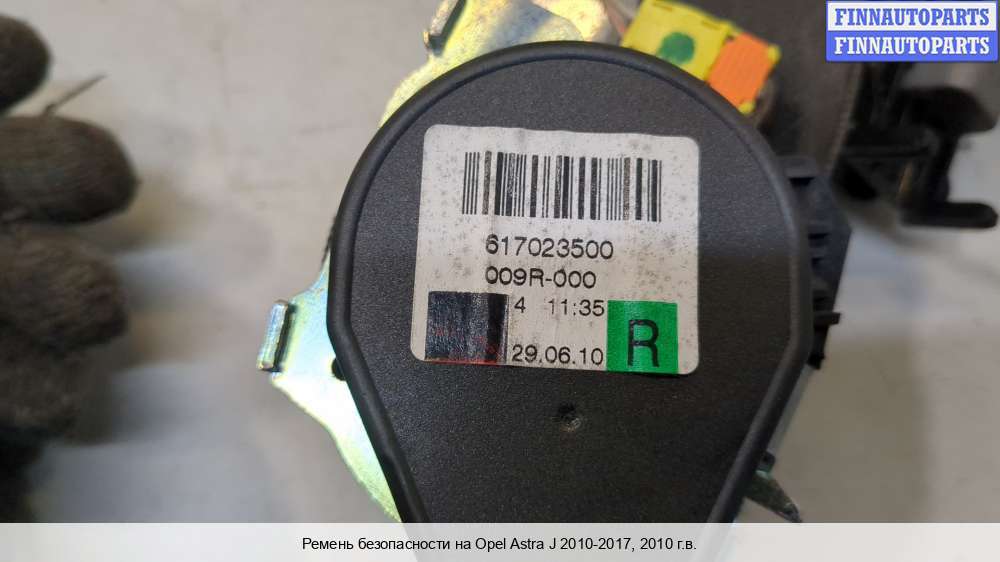 FINNAUTOPARTS
FINNAUTOPARTS
617023500
009R-000
4 11:35
R
29.06.10
Ремень безопасности на Opel Astra J 2010-2017, 2010 г.в.